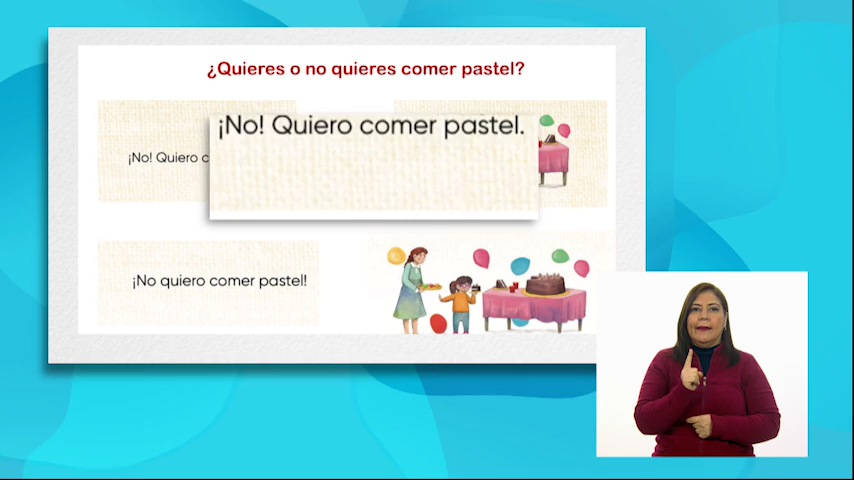 ¿Quieres o no quieres comer pastel?
¡No! Quiero comer pastel.
¡No! Quiero c
¡No quiero comer pastel!